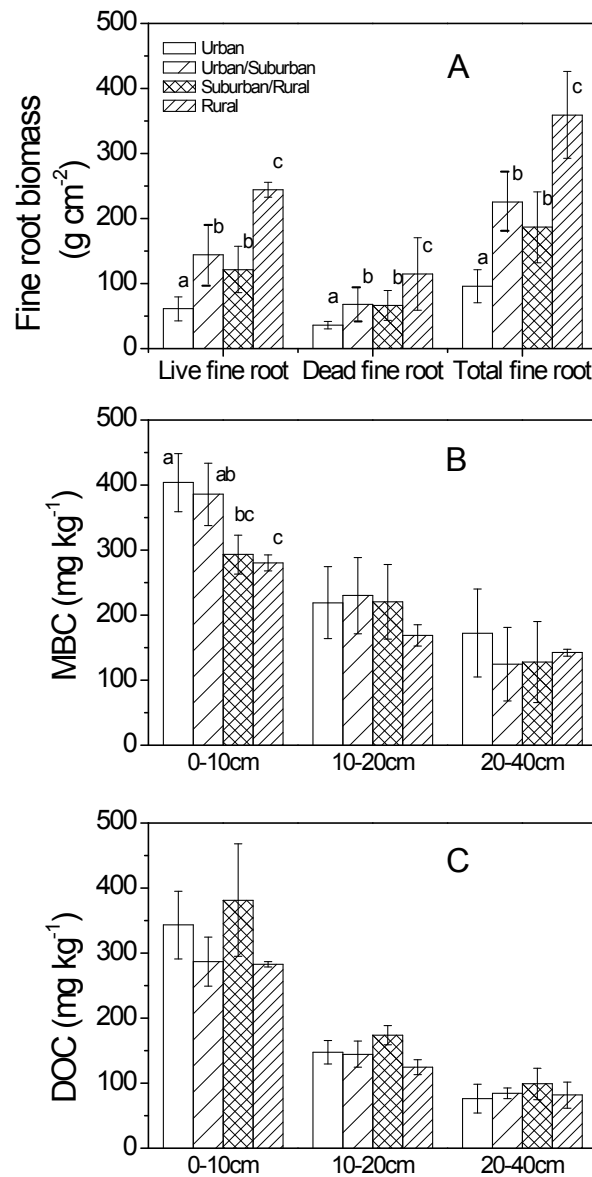 500
400
300
200
100
0
Fine root biomass
(g cm⁻²)
Urban
Urban/Suburban
Suburban/Rural
Rural
A
a
b
b
c
a
b
b
c
a
b
b
c
Live fine root
Dead fine root
Total fine root
500
400
300
200
100
0
MBC (mg kg⁻¹)
B
a
ab
bc
c
0-10cm
10-20cm
20-40cm
500
400
300
200
100
0
DOC (mg kg⁻¹)
C
0-10cm
10-20cm
20-40cm